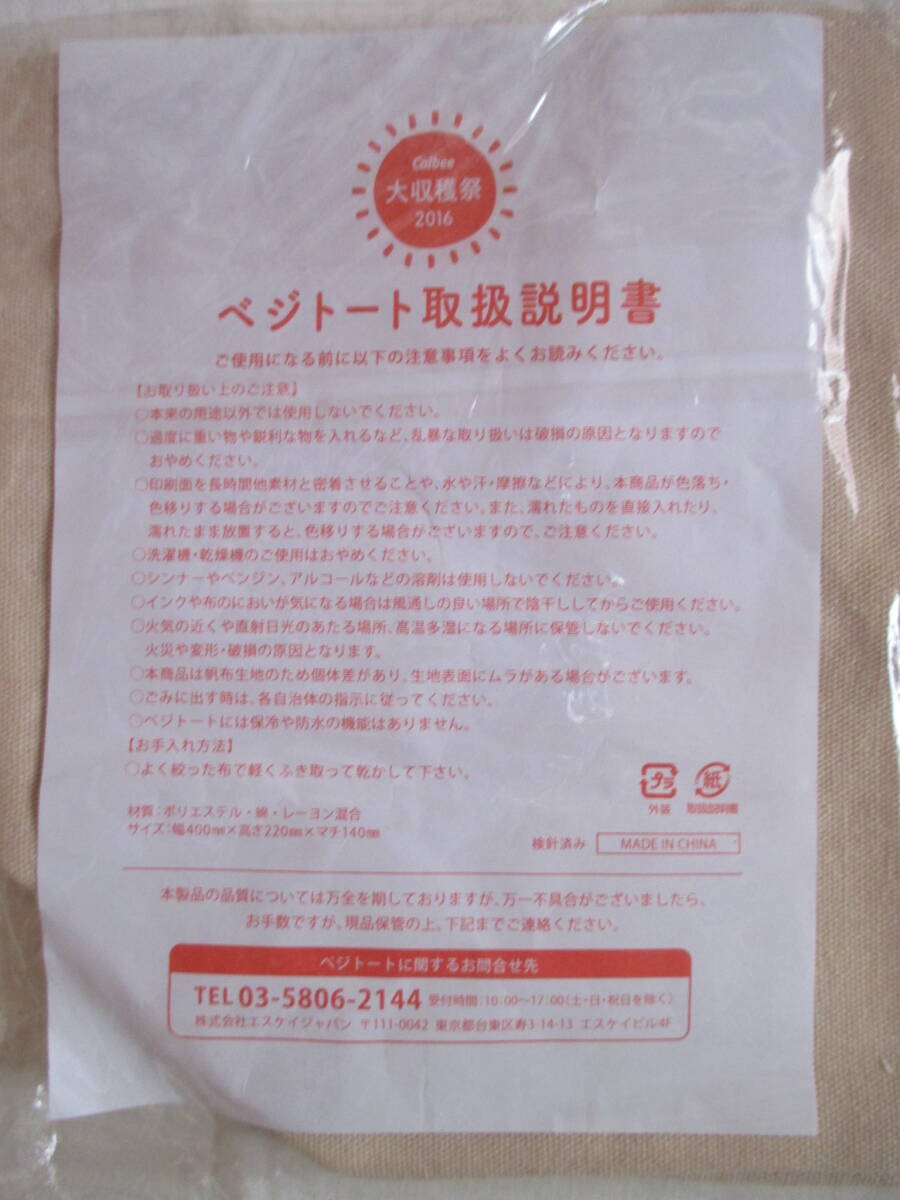 Calbee
大収穫祭
2016
ベジトート取扱説明書
ご使用になる前に以下の注意事項をよくお読みください。
【お取り扱い上のご注意】
○本来の用途以外では使用しないでください。
○過度に重い物や鋭利な物を入れるなど、乱暴な取り扱いは破損の原因となりますので
おやめください。
○印刷面を長時間他素材と密着させることや、水や汗・摩擦などにより、本商品が色落ち・
色移りする場合がございますのでご注意ください。また、濡れたものを直接入れたり、
濡れたまま放置すると、色移りする場合がございますので、ご注意ください。
○洗濯機・乾燥機のご使用はおやめください。
○シンナーやベンジン、アルコールなどの溶剤は使用しないでください。
○インクや布のにおいが気になる場合は風通しの良い場所で陰干ししてからご使用ください。
○火気の近くや直射日光のあたる場所、高温多湿になる場所に保管しないでください。
火災や変形・破損の原因となります。
○本商品は帆布生地のため個体差があり、生地表面にムラがある場合がございます。
○ごみに出す時は、各自治体の指示に従ってください。
○ベジトートには保冷や防水の機能はありません。
【お手入れ方法】
○よく絞った布で軽くふき取って乾かして下さい。
プラ 紙
外装 取扱説明書
材質:ポリエステル・綿・レーヨン混合
サイズ:幅400㎜×高さ220㎜×マチ140㎜
検針済み MADE IN CHINA
本製品の品質については万全を期しておりますが、万一不具合がございましたら、
お手数ですが、現品保管の上、下記までご連絡ください。
ベジトートに関するお問合せ先
TEL 03-5806-2144 受付時間:10:00〜17:00(土・日・祝日を除く)
株式会社エスケイジャパン 〒111-0042 東京都台東区寿3-14-13 エスケイビル4F